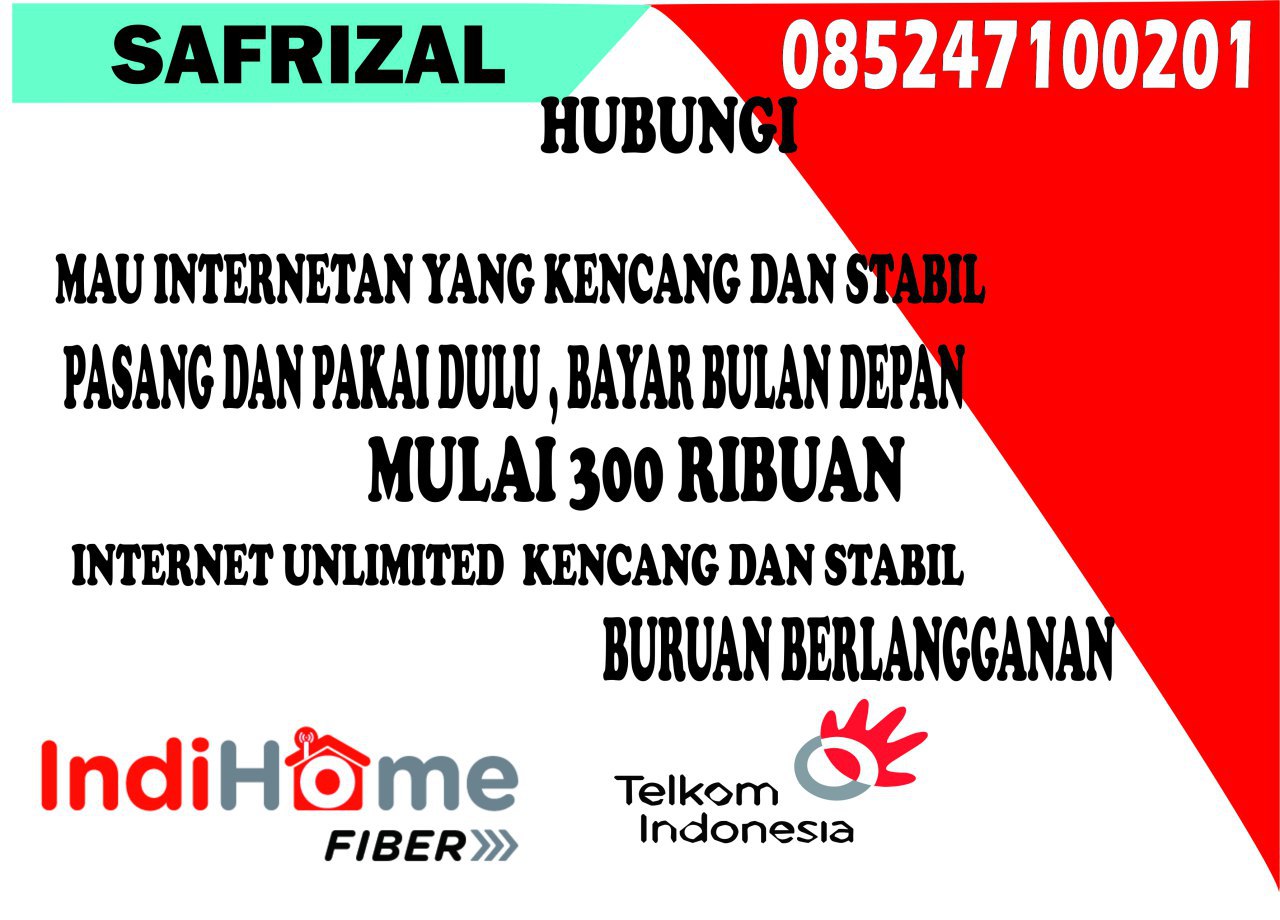 SAFRIZAL
085247100201
HUBUNGI
MAU INTERNETAN YANG KENCANG DAN STABIL
PASANG DAN PAKAI DULU , BAYAR BULAN DEPAN
MULAI 300 RIBUAN
INTERNET UNLIMITED KENCANG DAN STABIL
BURUAN BERLANGGANAN
IndiHome
FIBER
Telkom
Indonesia